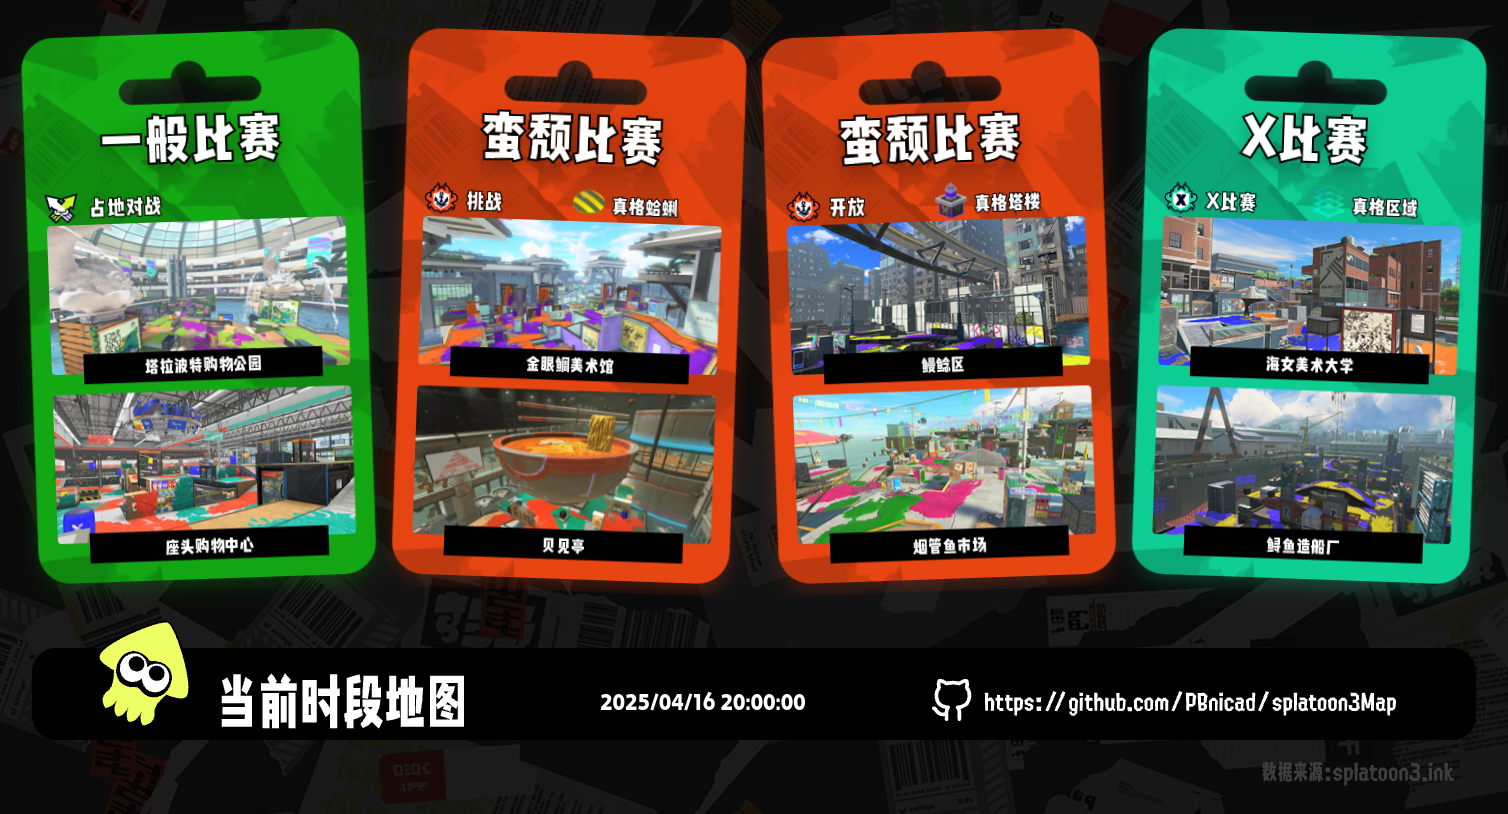 一般比赛
占地对战
塔拉波特购物公园
座头购物中心
蛮颓比赛
挑战
真格蛤蜊
金眼鲷美术馆
贝见亭
蛮颓比赛
开放
真格塔楼
鳗鲶区
烟管鱼市场
X比赛
X比赛
真格区域
海女美术大学
鲟鱼造船厂
当前时段地图
2025/04/16 20:00:00
https://github.com/PBnicad/splatoon3Map
数据来源:splatoon3.ink